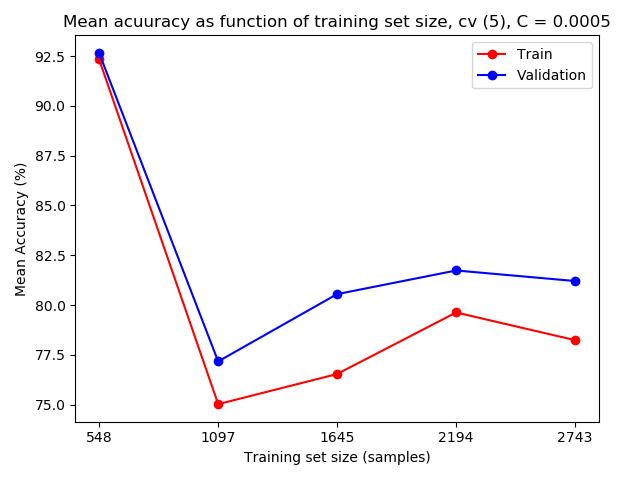 Mean acuuracy as function of training set size, cv (5), C = 0.0005
Train
Validation
92.5
90.0
87.5
85.0
82.5
80.0
77.5
75.0
Mean Accuracy (%)
548 1097 1645 2194 2743
Training set size (samples)